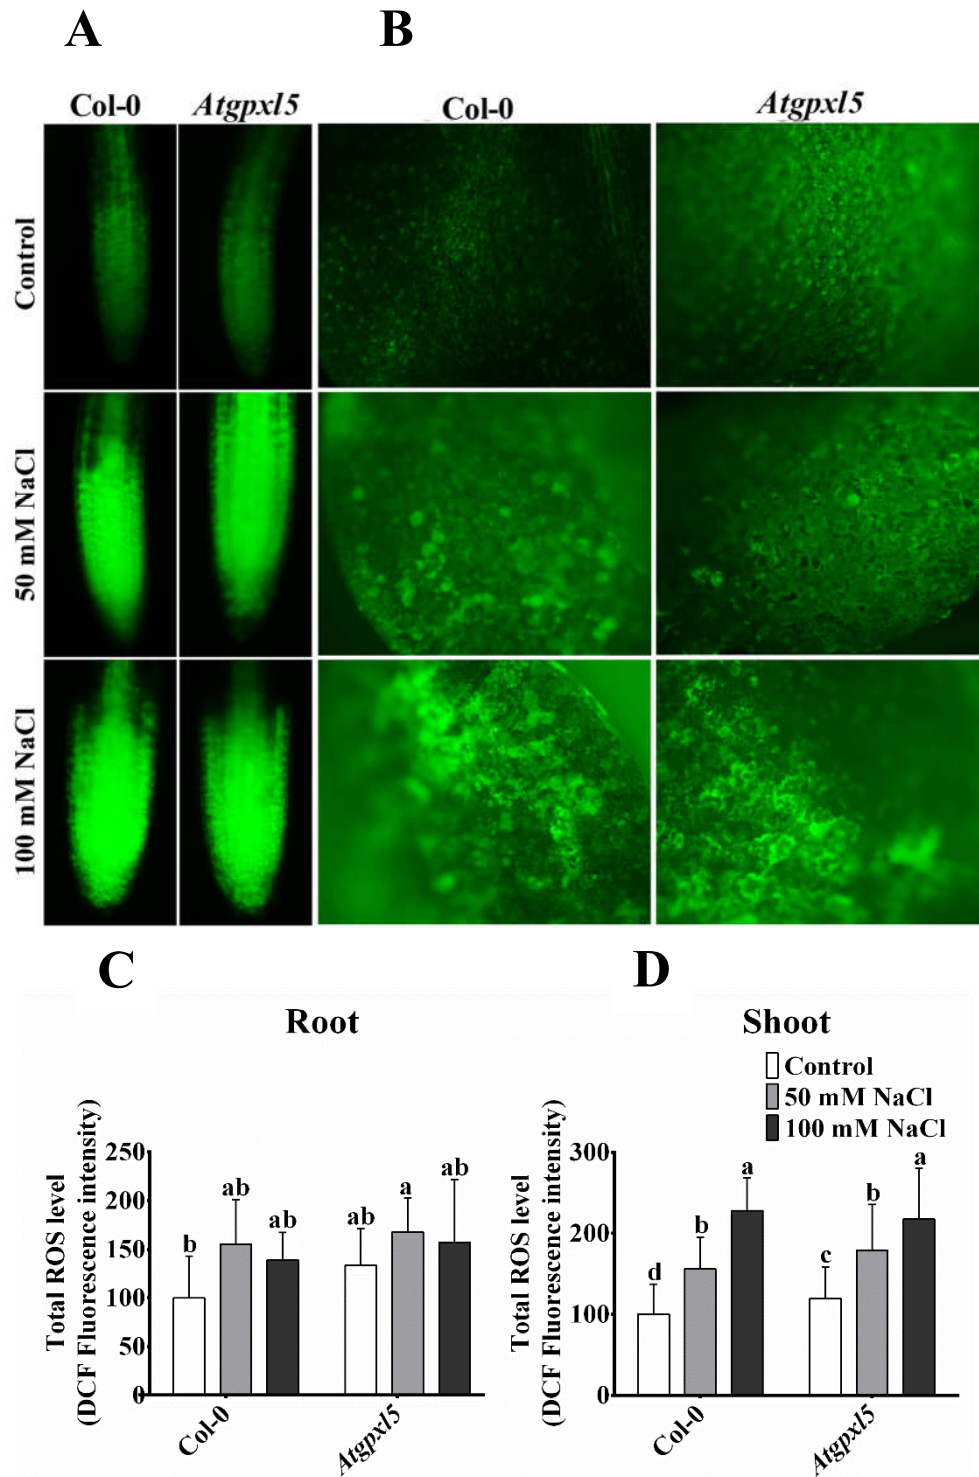 A
B
Col-0
Atgpxl5
Col-0
Atgpxl5
Control
50 mM NaCl
100 mM NaCl
C
D
Root
Shoot
Control
50 mM NaCl
100 mM NaCl
Total ROS level
(DCF Fluorescence intensity)
250
200
150
100
50
0
b
ab
ab
ab
a
ab
Col-0
Atgpxl5
Total ROS level
(DCF Fluorescence intensity)
300
200
100
0
d
b
a
c
b
a
Col-0
Atgpxl5